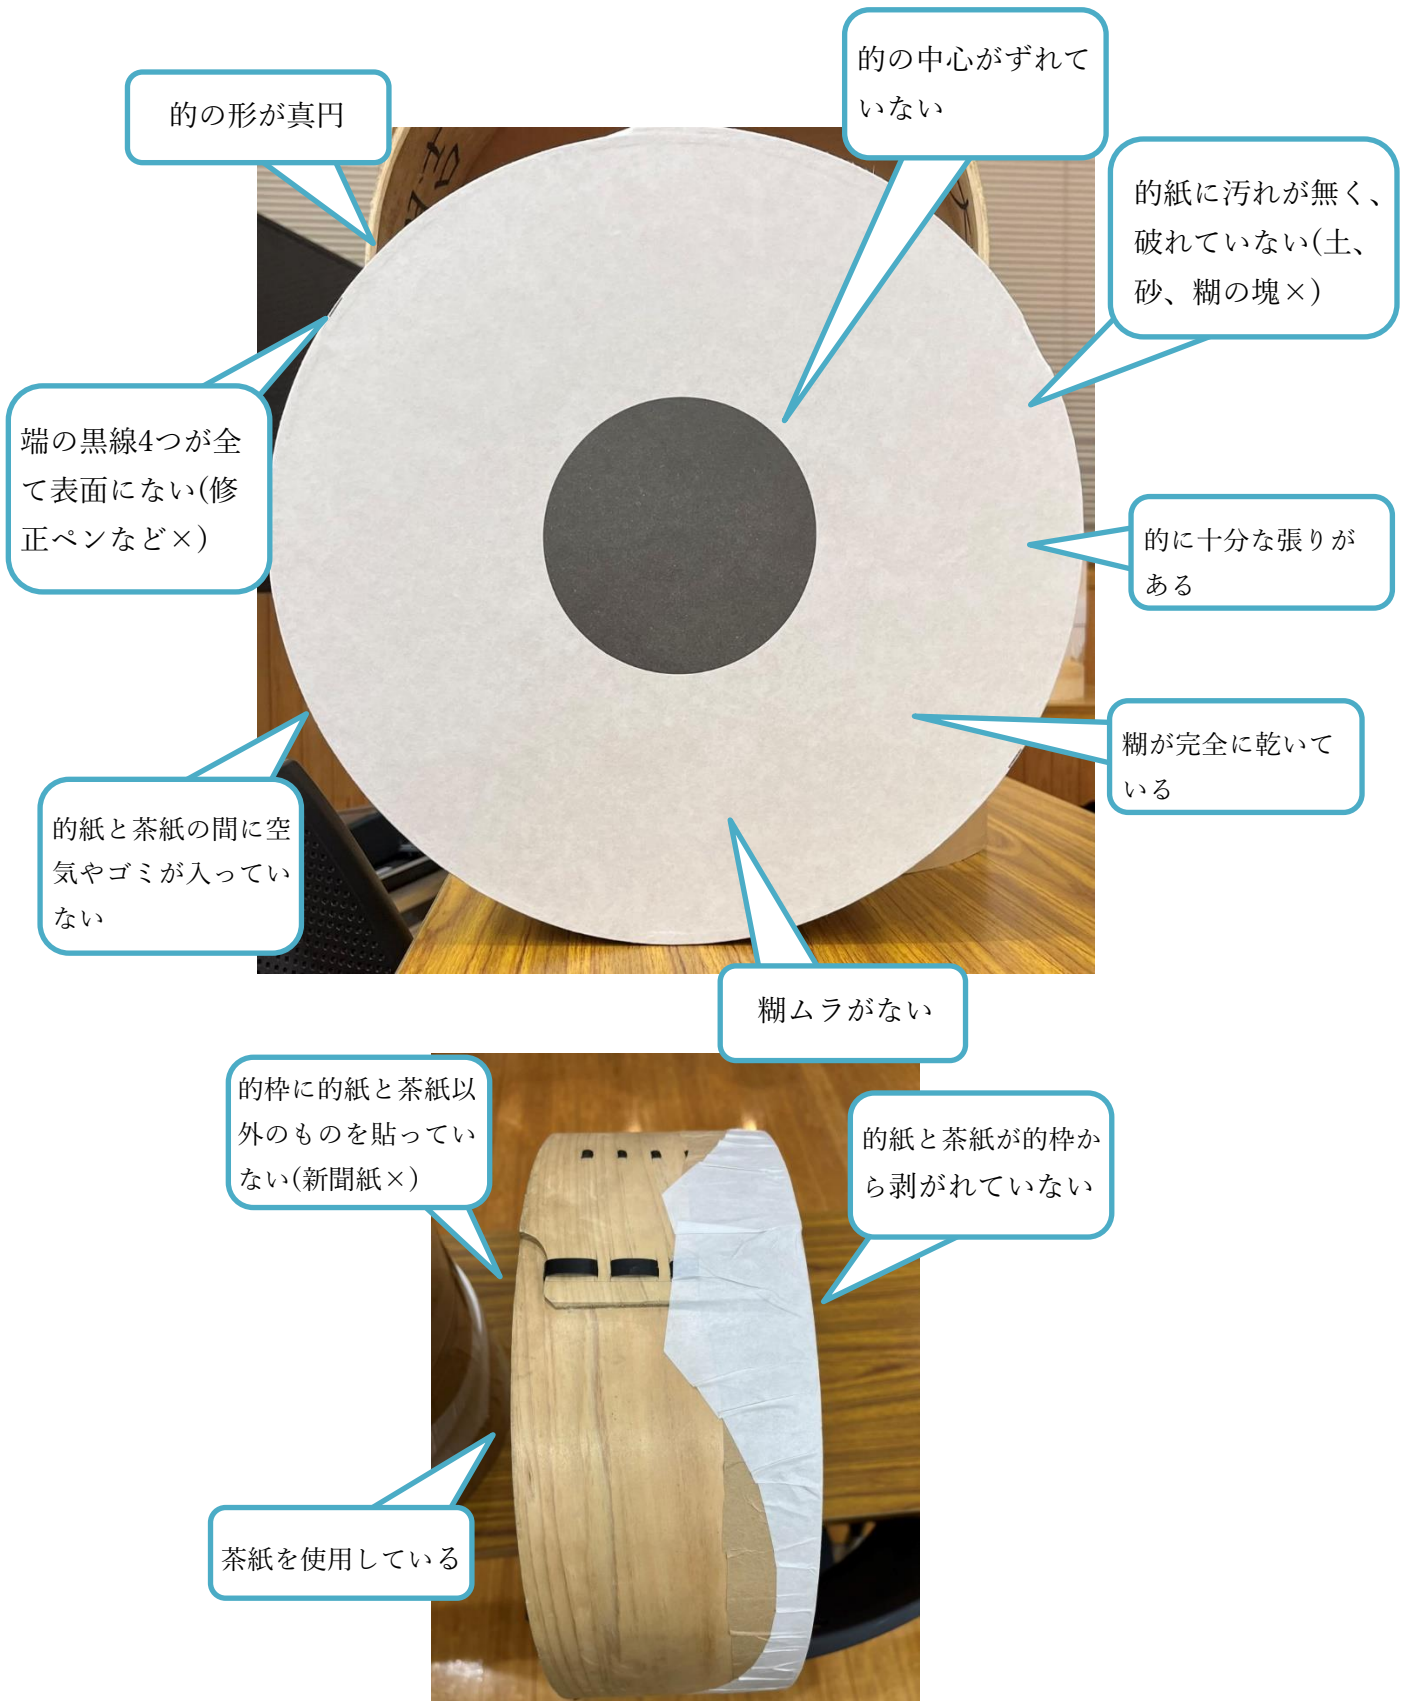 的の中心がずれて
いない
的の形が真円
的紙に汚れが無く、
破れていない(土、
砂、糊の塊×)
端の黒線4つが全
て表面にない(修
正ペンなど×)
的に十分な張りが
ある
糊が完全に乾いて
いる
的紙と茶紙の間に空
気やゴミが入ってい
ない
糊ムラがない
的枠に的紙と茶紙以
外のものを貼ってい
ない(新聞紙×)
的紙と茶紙が的枠か
ら剥がれていない
茶紙を使用している